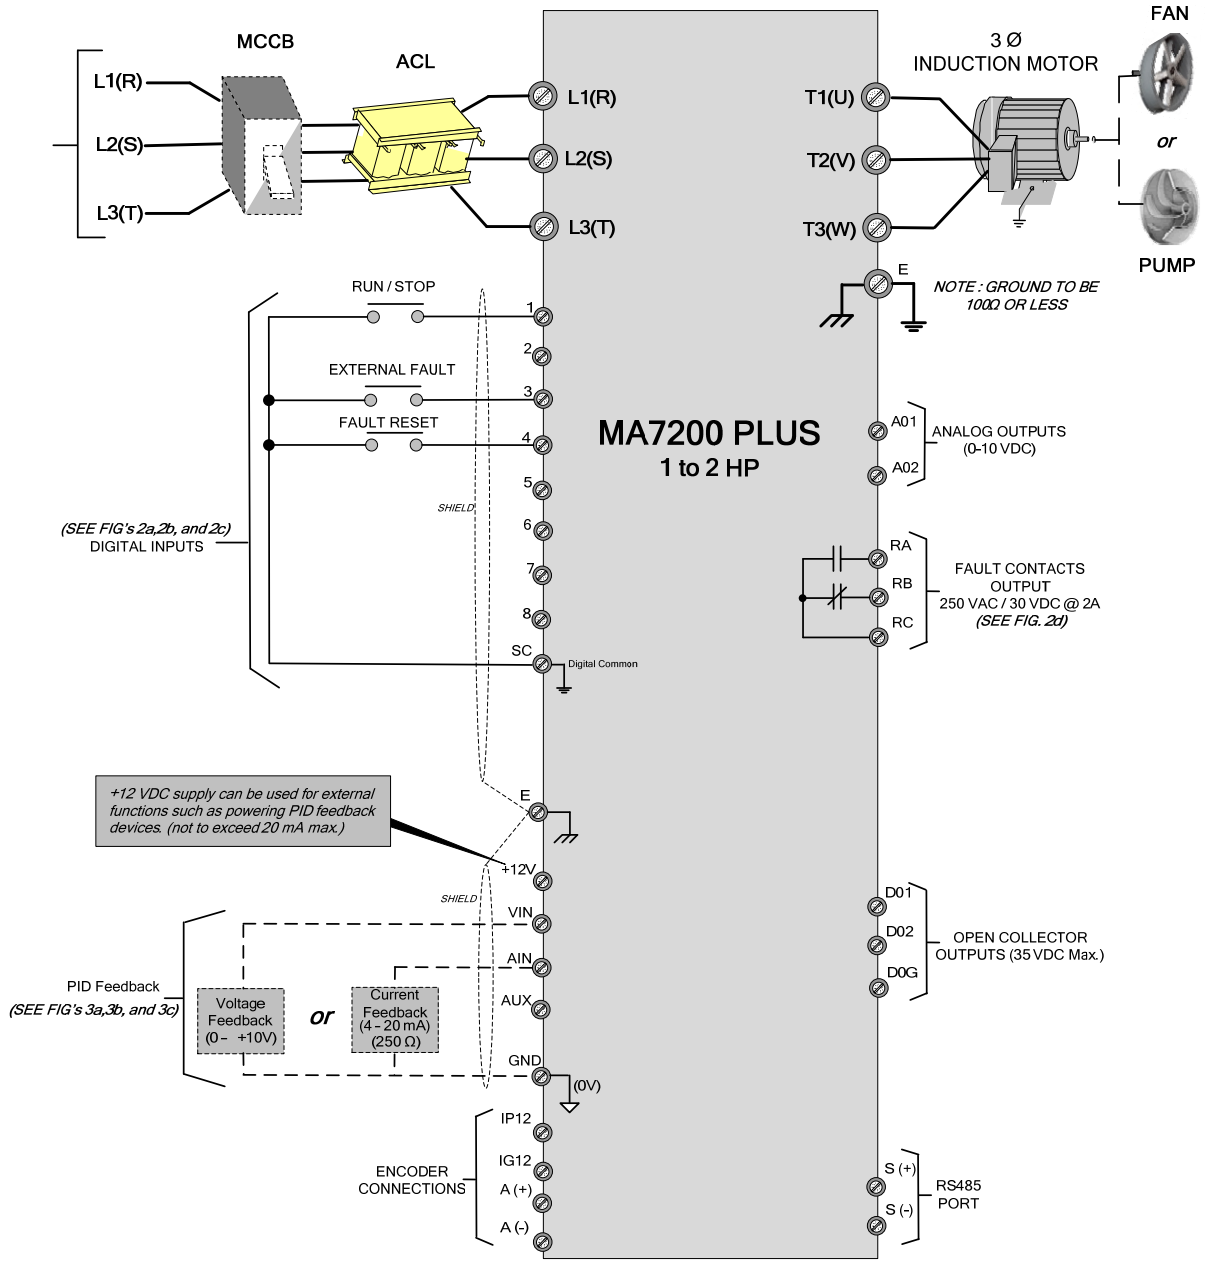 MCCB
ACL
L1(R)
L2(S)
L3(T)
L1(R)
L2(S)
L3(T)
T1(U)
T2(V)
T3(W)
3 Ø
INDUCTION MOTOR
FAN
or
PUMP
E
NOTE : GROUND TO BE
100Ω OR LESS
MA7200 PLUS
1 to 2 HP
RUN / STOP
EXTERNAL FAULT
FAULT RESET
1
2
3
4
5
6
7
8
SC
Digital Common
SHIELD
(SEE FIG's 2a,2b, and 2c)
DIGITAL INPUTS
A01
A02
ANALOG OUTPUTS
(0-10 VDC)
RA
RB
RC
FAULT CONTACTS
OUTPUT
250 VAC / 30 VDC @ 2A
(SEE FIG. 2d)
+12 VDC supply can be used for external
functions such as powering PID feedback
devices. (not to exceed 20 mA max.)
E
+12V
SHIELD
VIN
AIN
AUX
GND
(0V)
PID Feedback
(SEE FIG's 3a,3b, and 3c)
Voltage
Feedback
(0 – +10V)
or
Current
Feedback
(4 – 20 mA)
(250 Ω)
D01
D02
D0G
OPEN COLLECTOR
OUTPUTS (35 VDC Max.)
IP12
IG12
A (+)
A (-)
ENCODER
CONNECTIONS
S (+)
S (-)
RS485
PORT